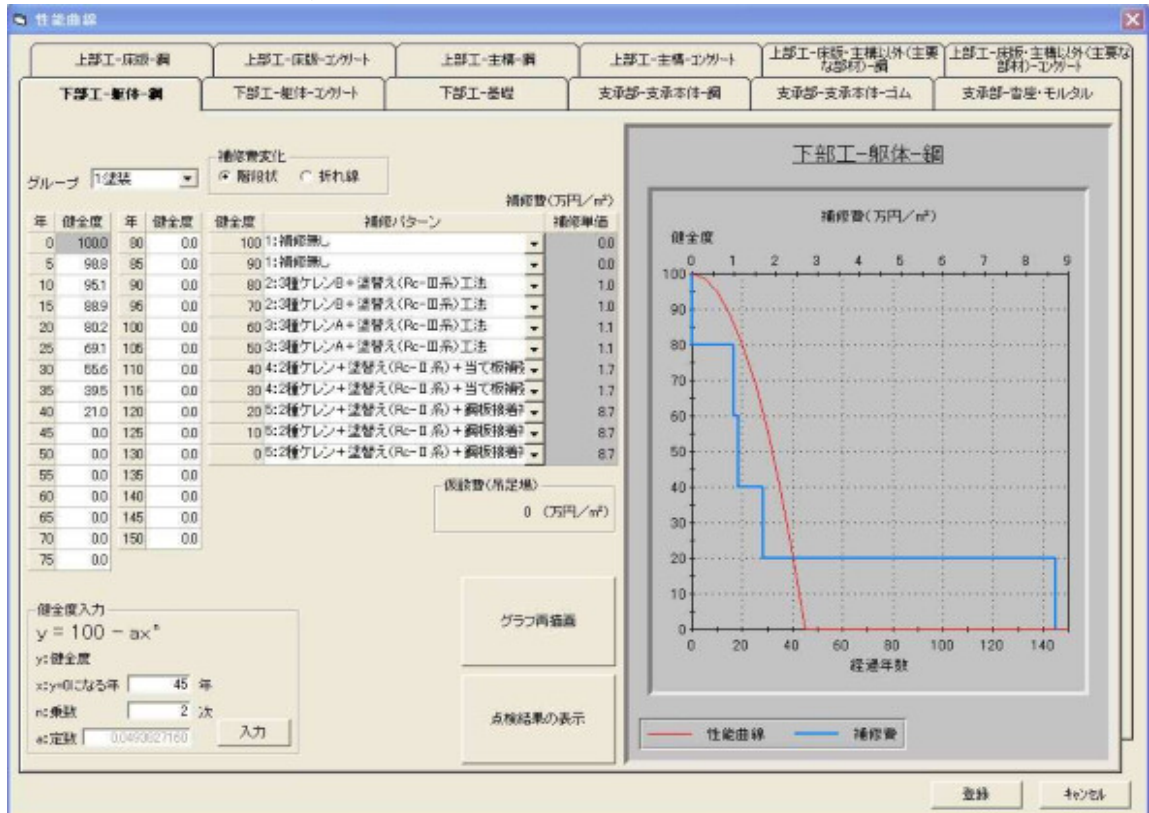 性能曲線
上部工-床版-鋼
上部工-床版-コンクリート
上部工-主構-鋼
上部工-主構-コンクリート
上部工-床版・主構以外(主要な部材)-鋼
上部工-床版・主構以外(主要な部材)-コンクリート
下部工-躯体-鋼
下部工-躯体-コンクリート
下部工-基礎
支承部-支承本体-鋼
支承部-支承本体-ゴム
支承部-沓座・モルタル
グループ 1:塗装
補修費変化
階段状 折れ線
補修費(万円/㎡)
年 健全度 年 健全度
0 100.0 80 0.0
5 98.8 85 0.0
10 95.1 90 0.0
15 88.9 95 0.0
20 80.2 100 0.0
25 69.1 105 0.0
30 55.6 110 0.0
35 39.5 115 0.0
40 21.0 120 0.0
45 0.0 125 0.0
50 0.0 130 0.0
55 0.0 135 0.0
60 0.0 140 0.0
65 0.0 145 0.0
70 0.0 150 0.0
75 0.0
健全度 補修パターン 補修単価
100 1:補修無し 0.0
90 1:補修無し 0.0
80 2:3種ケレンB+塗替え(Rc-Ⅲ系)工法 1.0
70 2:3種ケレンB+塗替え(Rc-Ⅲ系)工法 1.0
60 3:3種ケレンA+塗替え(Rc-Ⅲ系)工法 1.1
50 3:3種ケレンA+塗替え(Rc-Ⅲ系)工法 1.1
40 4:2種ケレン+塗替え(Rc-Ⅱ系)+当て板補 1.7
30 4:2種ケレン+塗替え(Rc-Ⅱ系)+当て板補 1.7
20 5:2種ケレン+塗替え(Rc-Ⅱ系)+鋼板接着 8.7
10 5:2種ケレン+塗替え(Rc-Ⅱ系)+鋼板接着 8.7
0 5:2種ケレン+塗替え(Rc-Ⅱ系)+鋼板接着 8.7
仮設費(吊足場)
0 (万円/㎡)
健全度入力
y = 100 - axⁿ
y:健全度
x:y=0になる年 45 年
n:乗数 2 次
a:定数 0.0493827160
入力
グラフ再描画
点検結果の表示
下部工-躯体-鋼
補修費(万円/㎡)
健全度
0 1 2 3 4 5 6 7 8 9
100
90
80
70
60
50
40
30
20
10
0
0 20 40 60 80 100 120 140
経過年数
性能曲線 補修費
登録
キャンセル